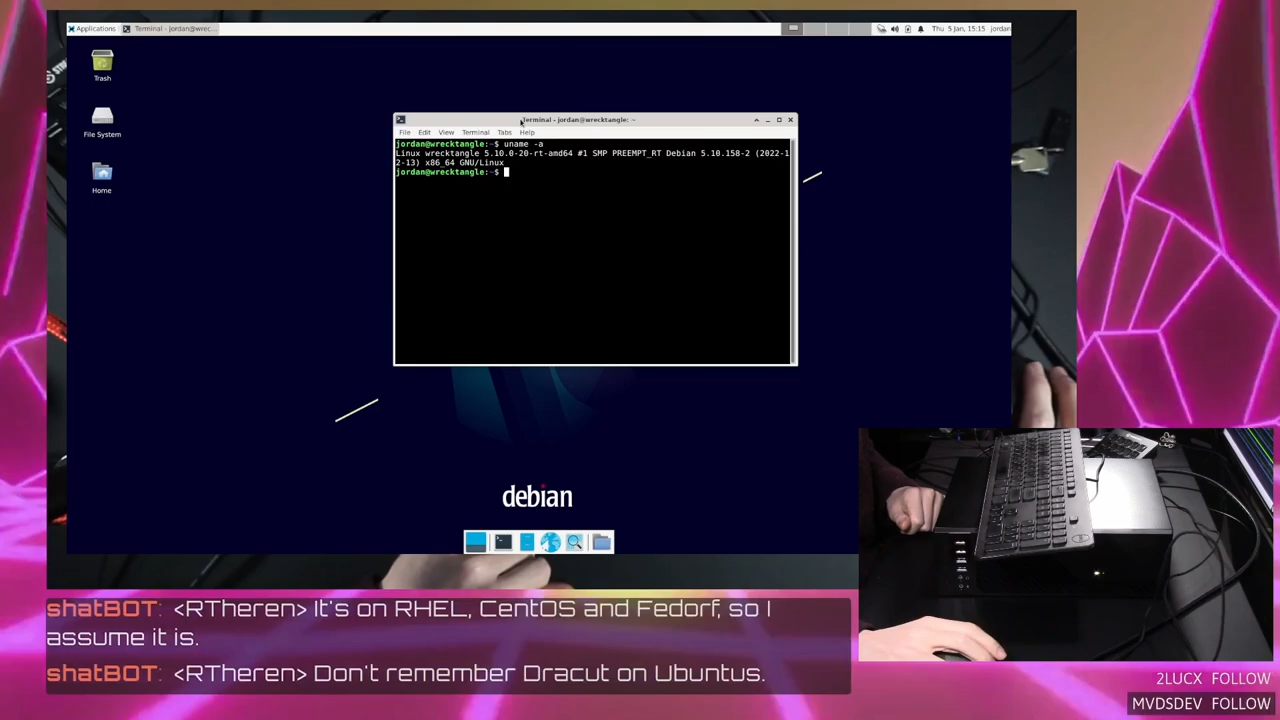 Applications
Terminal - jordan@wrec...
Thu 5 Jan, 15:15
jordan
Trash
File System
Home
Terminal - jordan@wrecktangle: ~
File Edit View Terminal Tabs Help
jordan@wrecktangle:~$ uname -a
Linux wrecktangle 5.10.0-20-rt-amd64 #1 SMP PREEMPT_RT Debian 5.10.158-2 (2022-1
2-13) x86_64 GNU/Linux
jordan@wrecktangle:~$
debian
shatBOT: <RTheren> It's on RHEL, CentOS and Fedorf, so I
assume it is.
shatBOT: <RTheren> Don't remember Dracut on Ubuntus.
2LUCX FOLLOW
MVDSDEV FOLLOW